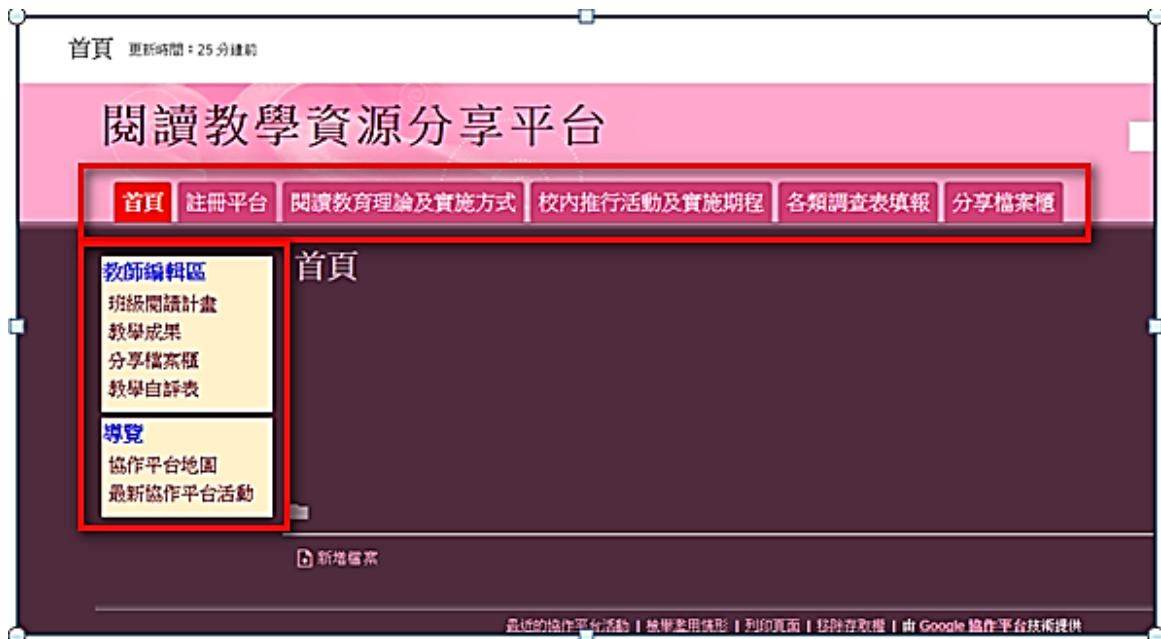 首頁 更新時間：25 分鐘前
閱讀教學資源分享平台
首頁 註冊平台 閱讀教育理論及實施方式 校內推行活動及實施期程 各類調查表填報 分享檔案櫃
教師編輯區
班級閱讀計畫
教學成果
分享檔案櫃
教學自評表
導覽
協作平台地圖
最新協作平台活動
首頁
新增檔案
最近的協作平台活動 | 檢舉濫用情形 | 列印頁面 | 移除存取權 | 由 Google 協作平台技術提供